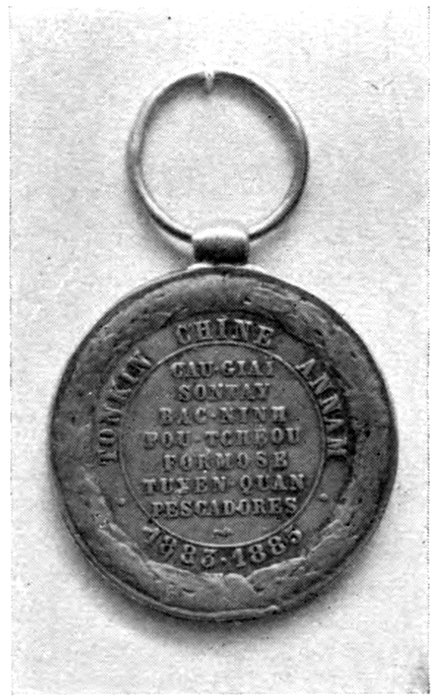 TONKIN CHINE ANNAM
CAU-GIAI
SONTAY
BAC-NINH
FOU-TCHEOU
FORMOSE
TUYEN-QUAN
PESCADORES
1883-1885